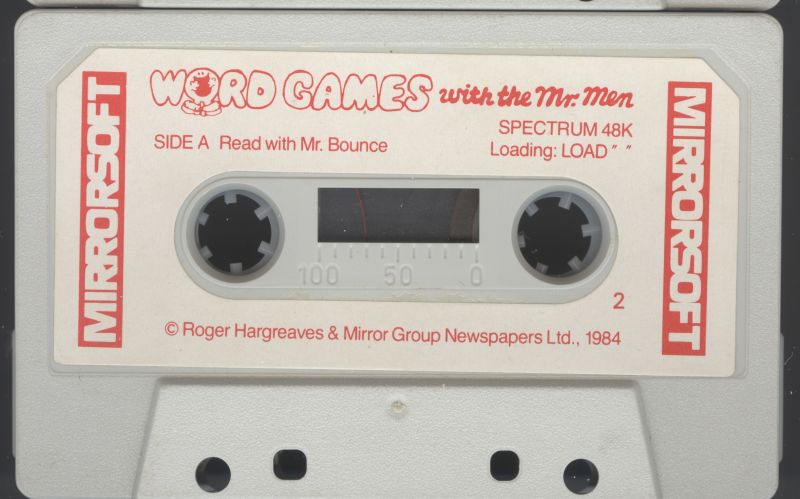 WORD GAMES with the Mr. Men
SIDE A Read with Mr. Bounce
SPECTRUM 48K
Loading: LOAD " "
MIRRORSOFT
MIRRORSOFT
100 50 0
2
© Roger Hargreaves & Mirror Group Newspapers Ltd., 1984